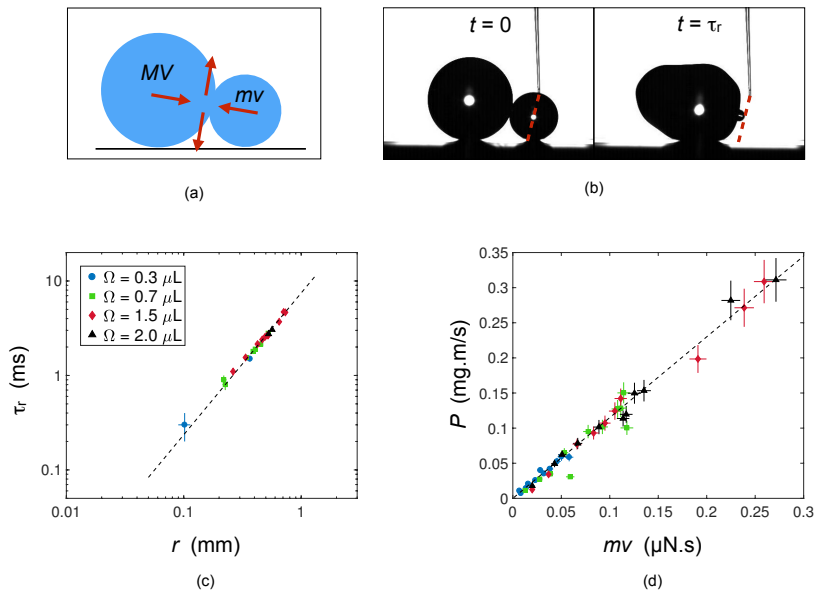 MV
mv
(a)
t = 0
t = τr
(b)
Ω = 0.3 μL
Ω = 0.7 μL
Ω = 1.5 μL
Ω = 2.0 μL
10
1
0.1
τr (ms)
0.01
0.1
1
r (mm)
(c)
0.35
0.3
0.25
0.2
0.15
0.1
0.05
0
P (mg.m/s)
0
0.05
0.1
0.15
0.2
0.25
0.3
mv (μN.s)
(d)